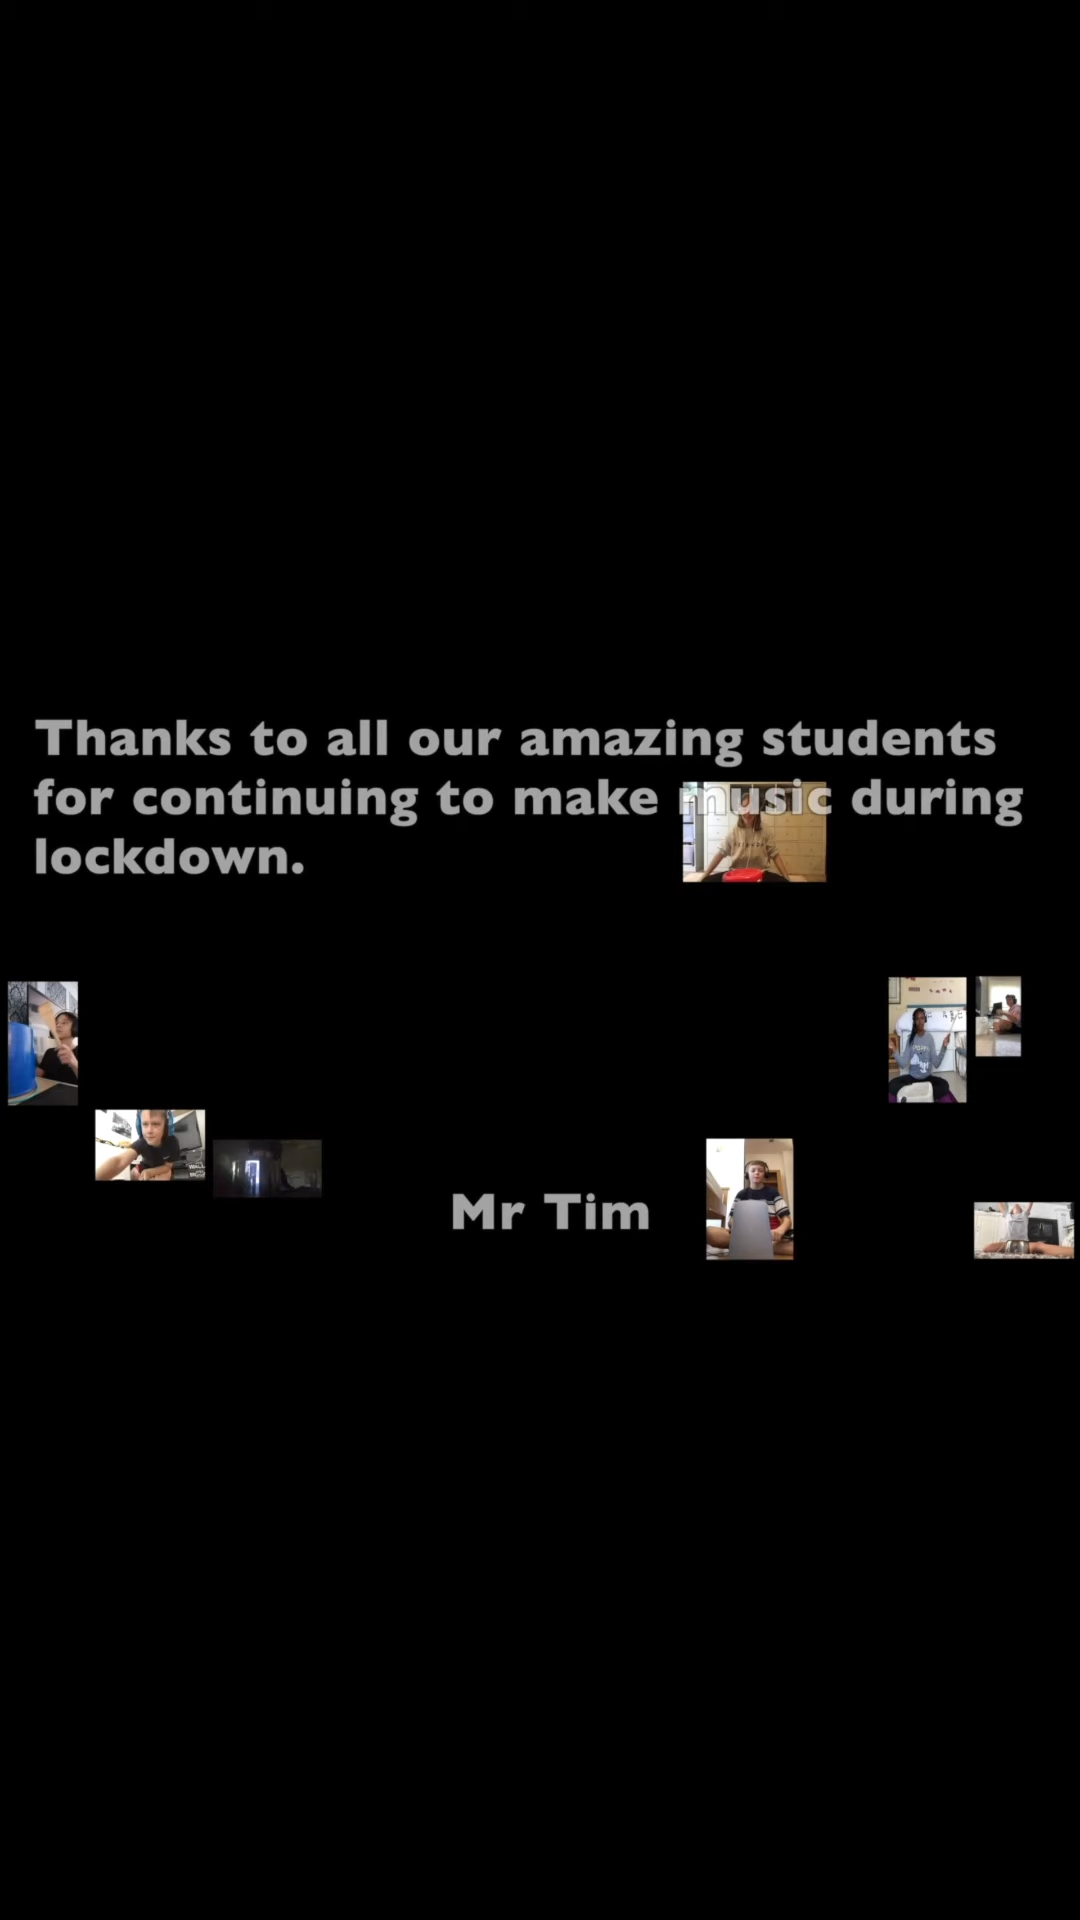 Thanks to all our amazing students
for continuing to make music during
lockdown.
Mr Tim